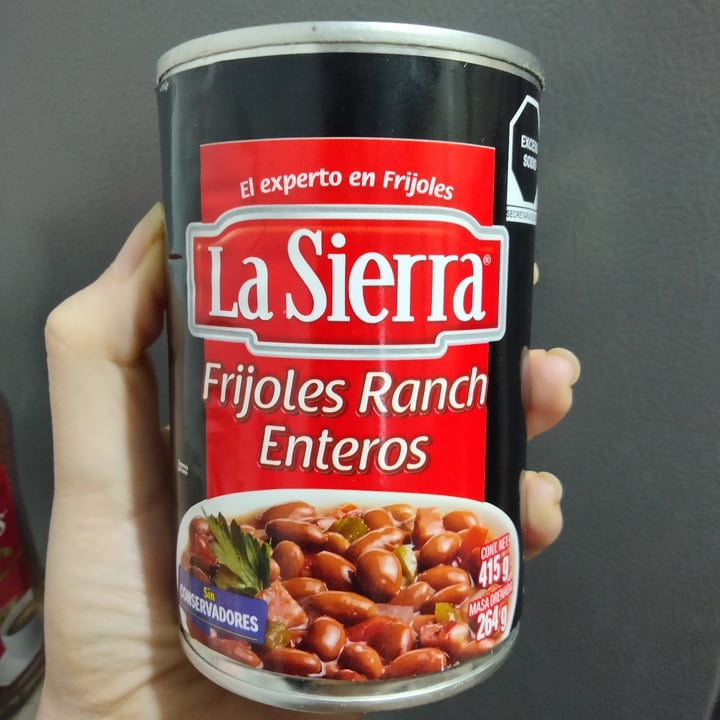 El experto en Frijoles
La Sierra®
Frijoles Ranch
Enteros
Sin
CONSERVADORES
CONT. NET.
415 g
MASA DRENADA
264 g